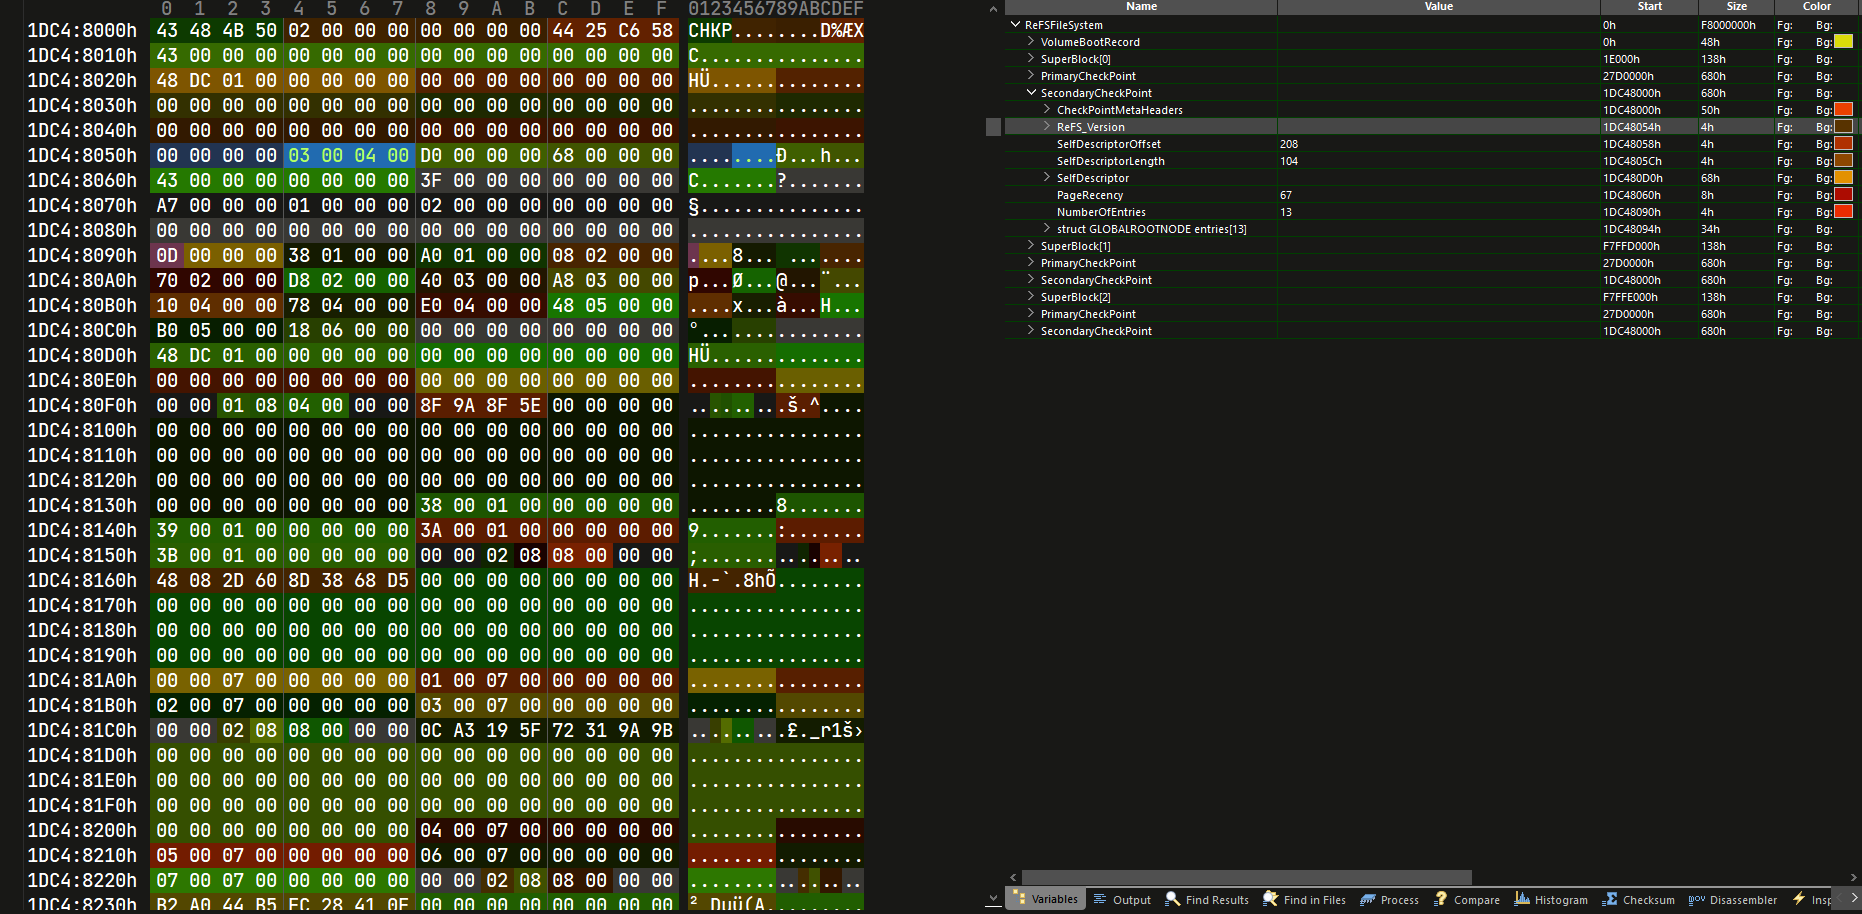 0 1 2 3 4 5 6 7 8 9 A B C D E F 0123456789ABCDEF
1DC4:8000h 43 48 4B 50 02 00 00 00 00 00 00 00 44 25 C6 58 CHKP........D%ÆX
1DC4:8010h 43 00 00 00 00 00 00 00 00 00 00 00 00 00 00 00 C...............
1DC4:8020h 48 DC 01 00 00 00 00 00 00 00 00 00 00 00 00 00 HÜ..............
1DC4:8030h 00 00 00 00 00 00 00 00 00 00 00 00 00 00 00 00 ................
1DC4:8040h 00 00 00 00 00 00 00 00 00 00 00 00 00 00 00 00 ................
1DC4:8050h 00 00 00 00 03 00 04 00 D0 00 00 00 68 00 00 00 ........Ð...h...
1DC4:8060h 43 00 00 00 00 00 00 00 3F 00 00 00 00 00 00 00 C.......?.......
1DC4:8070h A7 00 00 00 01 00 00 00 02 00 00 00 00 00 00 00 §...............
1DC4:8080h 00 00 00 00 00 00 00 00 00 00 00 00 00 00 00 00 ................
1DC4:8090h 0D 00 00 00 38 01 00 00 A0 01 00 00 08 02 00 00 ....8... .......
1DC4:80A0h 70 02 00 00 D8 02 00 00 40 03 00 00 A8 03 00 00 p...Ø...@...¨...
1DC4:80B0h 10 04 00 00 78 04 00 00 E0 04 00 00 48 05 00 00 ....x...à...H...
1DC4:80C0h B0 05 00 00 18 06 00 00 00 00 00 00 00 00 00 00 °...............
1DC4:80D0h 48 DC 01 00 00 00 00 00 00 00 00 00 00 00 00 00 HÜ..............
1DC4:80E0h 00 00 00 00 00 00 00 00 00 00 00 00 00 00 00 00 ................
1DC4:80F0h 00 00 01 08 04 00 00 00 8F 9A 8F 5E 00 00 00 00 .........š.^....
1DC4:8100h 00 00 00 00 00 00 00 00 00 00 00 00 00 00 00 00 ................
1DC4:8110h 00 00 00 00 00 00 00 00 00 00 00 00 00 00 00 00 ................
1DC4:8120h 00 00 00 00 00 00 00 00 00 00 00 00 00 00 00 00 ................
1DC4:8130h 00 00 00 00 00 00 00 00 38 00 01 00 00 00 00 00 ........8.......
1DC4:8140h 39 00 01 00 00 00 00 00 3A 00 01 00 00 00 00 00 9.......:.......
1DC4:8150h 3B 00 01 00 00 00 00 00 00 00 02 08 08 00 00 00 ;...............
1DC4:8160h 48 08 2D 60 8D 38 68 D5 00 00 00 00 00 00 00 00 H.-`.8hÕ........
1DC4:8170h 00 00 00 00 00 00 00 00 00 00 00 00 00 00 00 00 ................
1DC4:8180h 00 00 00 00 00 00 00 00 00 00 00 00 00 00 00 00 ................
1DC4:8190h 00 00 00 00 00 00 00 00 00 00 00 00 00 00 00 00 ................
1DC4:81A0h 00 00 07 00 00 00 00 00 01 00 07 00 00 00 00 00 ................
1DC4:81B0h 02 00 07 00 00 00 00 00 03 00 07 00 00 00 00 00 ................
1DC4:81C0h 00 00 02 08 08 00 00 00 0C A3 19 5F 72 31 9A 9B .........£._r1š›
1DC4:81D0h 00 00 00 00 00 00 00 00 00 00 00 00 00 00 00 00 ................
1DC4:81E0h 00 00 00 00 00 00 00 00 00 00 00 00 00 00 00 00 ................
1DC4:81F0h 00 00 00 00 00 00 00 00 00 00 00 00 00 00 00 00 ................
1DC4:8200h 00 00 00 00 00 00 00 00 04 00 07 00 00 00 00 00 ................
1DC4:8210h 05 00 07 00 00 00 00 00 06 00 07 00 00 00 00 00 ................
1DC4:8220h 07 00 07 00 00 00 00 00 00 00 02 08 08 00 00 00 ................
1DC4:8230h B2 A0 44 B5 FC 28 41 0F 00 00 00 00 00 00 00 00 ² Dµü(A.........
Name Value Start Size Color
ReFSFileSystem 0h F8000000h Fg: Bg:
VolumeBootRecord 0h 48h Fg: Bg:
SuperBlock[0] 1E000h 138h Fg: Bg:
PrimaryCheckPoint 27D0000h 680h Fg: Bg:
SecondaryCheckPoint 1DC48000h 680h Fg: Bg:
CheckPointMetaHeaders 1DC48000h 50h Fg: Bg:
ReFS_Version 1DC48054h 4h Fg: Bg:
SelfDescriptorOffset 208 1DC48058h 4h Fg: Bg:
SelfDescriptorLength 104 1DC4805Ch 4h Fg: Bg:
SelfDescriptor 1DC480D0h 68h Fg: Bg:
PageRecency 67 1DC48060h 8h Fg: Bg:
NumberOfEntries 13 1DC48090h 4h Fg: Bg:
struct GLOBALROOTNODE entries[13] 1DC48094h 34h Fg: Bg:
SuperBlock[1] F7FFD000h 138h Fg: Bg:
PrimaryCheckPoint 27D0000h 680h Fg: Bg:
SecondaryCheckPoint 1DC48000h 680h Fg: Bg:
SuperBlock[2] F7FFE000h 138h Fg: Bg:
PrimaryCheckPoint 27D0000h 680h Fg: Bg:
SecondaryCheckPoint 1DC48000h 680h Fg: Bg:
Variables Output Find Results Find in Files Process Compare Histogram Checksum Disassembler Insp